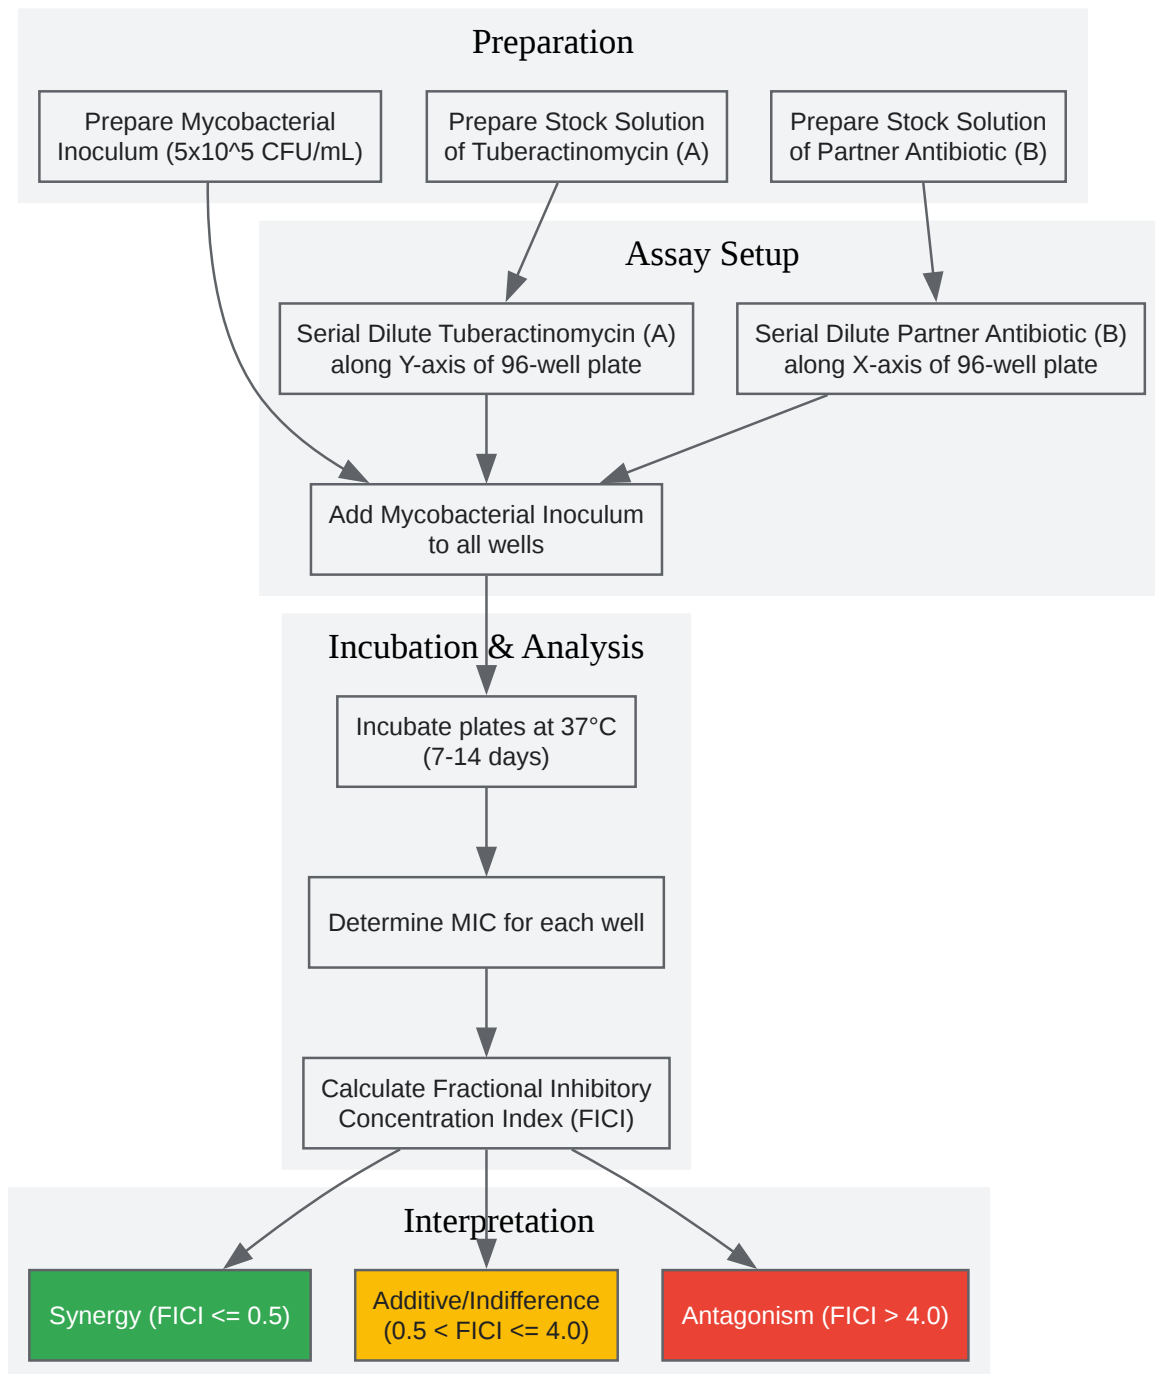 Preparation
Prepare Mycobacterial
Inoculum (5x10^5 CFU/mL)
Prepare Stock Solution
of Tuberactinomycin (A)
Prepare Stock Solution
of Partner Antibiotic (B)
Assay Setup
Serial Dilute Tuberactinomycin (A)
along Y-axis of 96-well plate
Serial Dilute Partner Antibiotic (B)
along X-axis of 96-well plate
Add Mycobacterial Inoculum
to all wells
Incubation & Analysis
Incubate plates at 37°C
(7-14 days)
Determine MIC for each well
Calculate Fractional Inhibitory
Concentration Index (FICI)
Interpretation
Synergy (FICI <= 0.5)
Additive/Indifference
(0.5 < FICI <= 4.0)
Antagonism (FICI > 4.0)